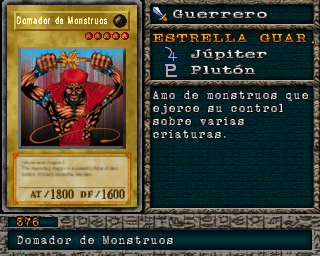 Domador de Monstruos
AT/1800 DF/1600
Guerrero
ESTRELLA GUAR.
Júpiter
Plutón
Amo de monstruos que
ejerce su control
sobre varias
criaturas.
376
Domador de Monstruos